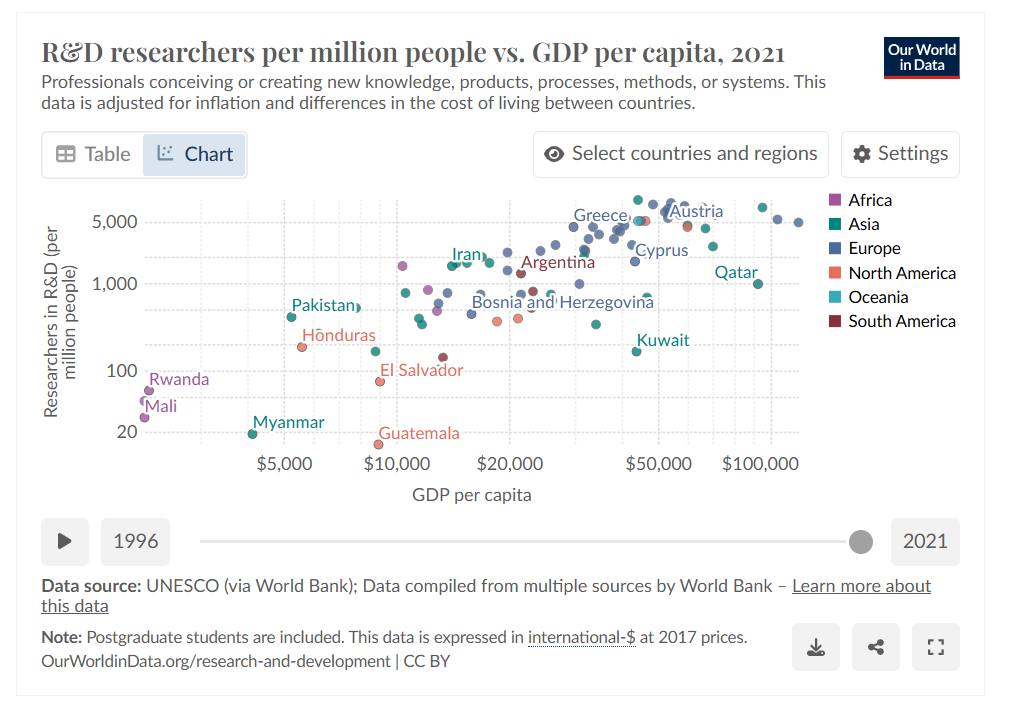 R&D researchers per million people vs. GDP per capita, 2021
Our World
in Data
Professionals conceiving or creating new knowledge, products, processes, methods, or systems. This
data is adjusted for inflation and differences in the cost of living between countries.
Table
Chart
Select countries and regions
Settings
Researchers in R&D (per
million people)
5,000
1,000
100
20
Greece
Austria
Iran
Argentina
Cyprus
Qatar
Pakistan
Bosnia and Herzegovina
Honduras
Kuwait
Rwanda
El Salvador
Mali
Myanmar
Guatemala
$5,000
$10,000
$20,000
$50,000
$100,000
GDP per capita
Africa
Asia
Europe
North America
Oceania
South America
1996
2021
Data source: UNESCO (via World Bank); Data compiled from multiple sources by World Bank – Learn more about
this data
Note: Postgraduate students are included. This data is expressed in international-$ at 2017 prices.
OurWorldinData.org/research-and-development | CC BY